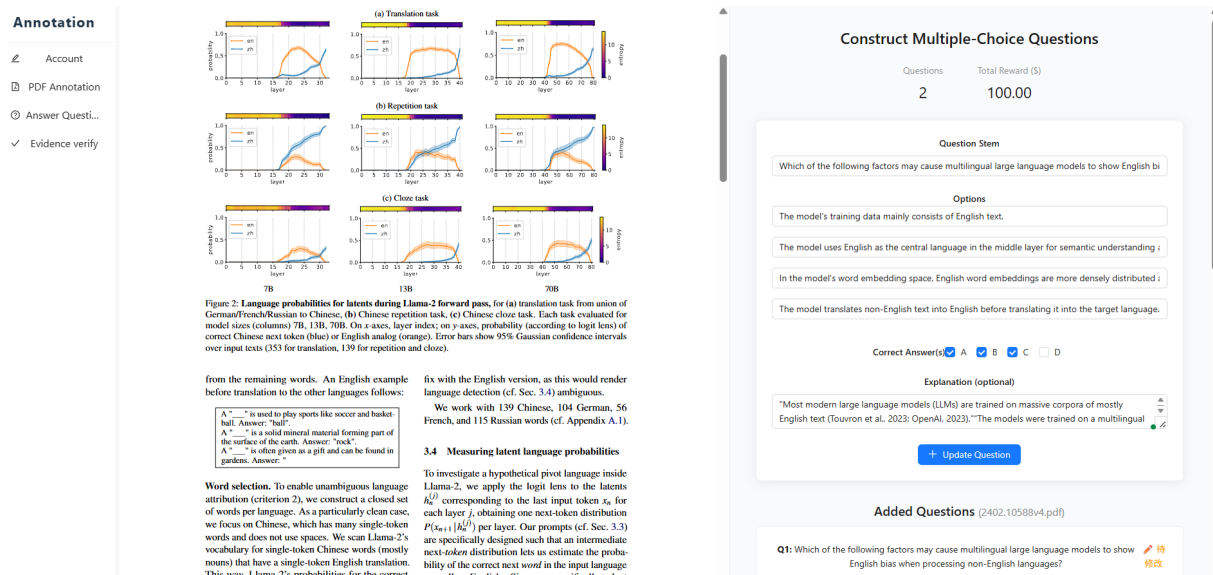 Annotation
Account
PDF Annotation
Answer Questi...
Evidence verify
(a) Translation task
(b) Repetition task
(c) Cloze task
probability
layer
entropy
en
zh
7B
13B
70B
Figure 2: Language probabilities for latents during Llama-2 forward pass, for (a) translation task from union of
German/French/Russian to Chinese, (b) Chinese repetition task, (c) Chinese cloze task. Each task evaluated for
model sizes (columns) 7B, 13B, 70B. On x-axes, layer index; on y-axes, probability (according to logit lens) of
correct Chinese next token (blue) or English analog (orange). Error bars show 95% Gaussian confidence intervals
over input texts (353 for translation, 139 for repetition and cloze).
from the remaining words. An English example
before translation to the other languages follows:
A "___" is used to play sports like soccer and basket-
ball. Answer: "ball".
A "___" is a solid mineral material forming part of
the surface of the earth. Answer: "rock".
A "___" is often given as a gift and can be found in
gardens. Answer: "
Word selection. To enable unambiguous language
attribution (criterion 2), we construct a closed set
of words per language. As a particularly clean case,
we focus on Chinese, which has many single-token
words and does not use spaces. We scan Llama-2's
vocabulary for single-token Chinese words (mostly
nouns) that have a single-token English translation.
This way, Llama-2's probabilities for the correct
fix with the English version, as this would render
language detection (cf. Sec. 3.4) ambiguous.
We work with 139 Chinese, 104 German, 56
French, and 115 Russian words (cf. Appendix A.1).
3.4 Measuring latent language probabilities
To investigate a hypothetical pivot language inside
Llama-2, we apply the logit lens to the latents
h_n^(j) corresponding to the last input token x_n for
each layer j, obtaining one next-token distribution
P(x_{n+1} | h_n^(j)) per layer. Our prompts (cf. Sec. 3.3)
are specifically designed such that an intermediate
next-token distribution lets us estimate the proba-
bility of the correct next word in the input language
Construct Multiple-Choice Questions
Questions
2
Total Reward ($)
100.00
Question Stem
Which of the following factors may cause multilingual large language models to show English bi
Options
The model's training data mainly consists of English text.
The model uses English as the central language in the middle layer for semantic understanding a
In the model's word embedding space, English word embeddings are more densely distributed a
The model translates non-English text into English before translating it into the target language.
Correct Answer(s) A B C D
Explanation (optional)
"Most modern large language models (LLMs) are trained on massive corpora of mostly
English text (Touvron et al., 2023; OpenAI, 2023).""The models were trained on a multilingual
+ Update Question
Added Questions (2402.10588v4.pdf)
Q1: Which of the following factors may cause multilingual large language models to show
English bias when processing non-English languages?
待
修改